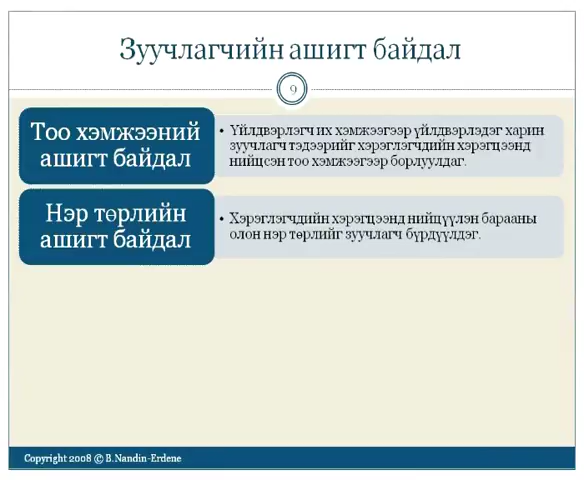 Зуучлагчийн ашигт байдал
9
Тоо хэмжээний
ашигт байдал
• Үйлдвэрлэгч их хэмжээгээр үйлдвэрлэдэг харин
зуучлагч тэдээрийг хэрэглэгчдийн хэрэгцээнд
нийцсэн тоо хэмжээгээр борлуулдаг.
Нэр төрлийн
ашигт байдал
• Хэрэглэгчдийн хэрэгцээнд нийцүүлэн барааны
олон нэр төрлийг зуучлагч бүрдүүлдэг.
Copyright 2008 © B.Nandin-Erdene